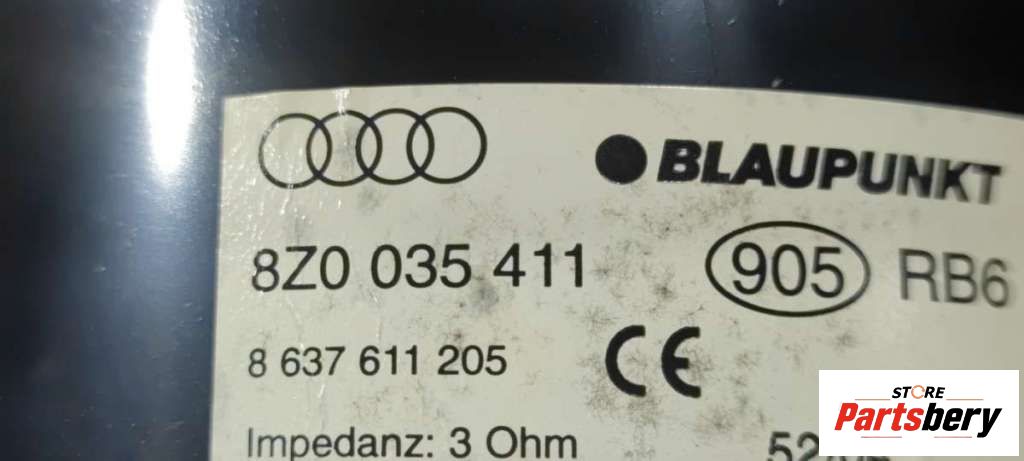 BLAUPUNKT
8Z0 035 411 905 RB6
8 637 611 205 CE
Impedanz: 3 Ohm
STORE
Partsbery